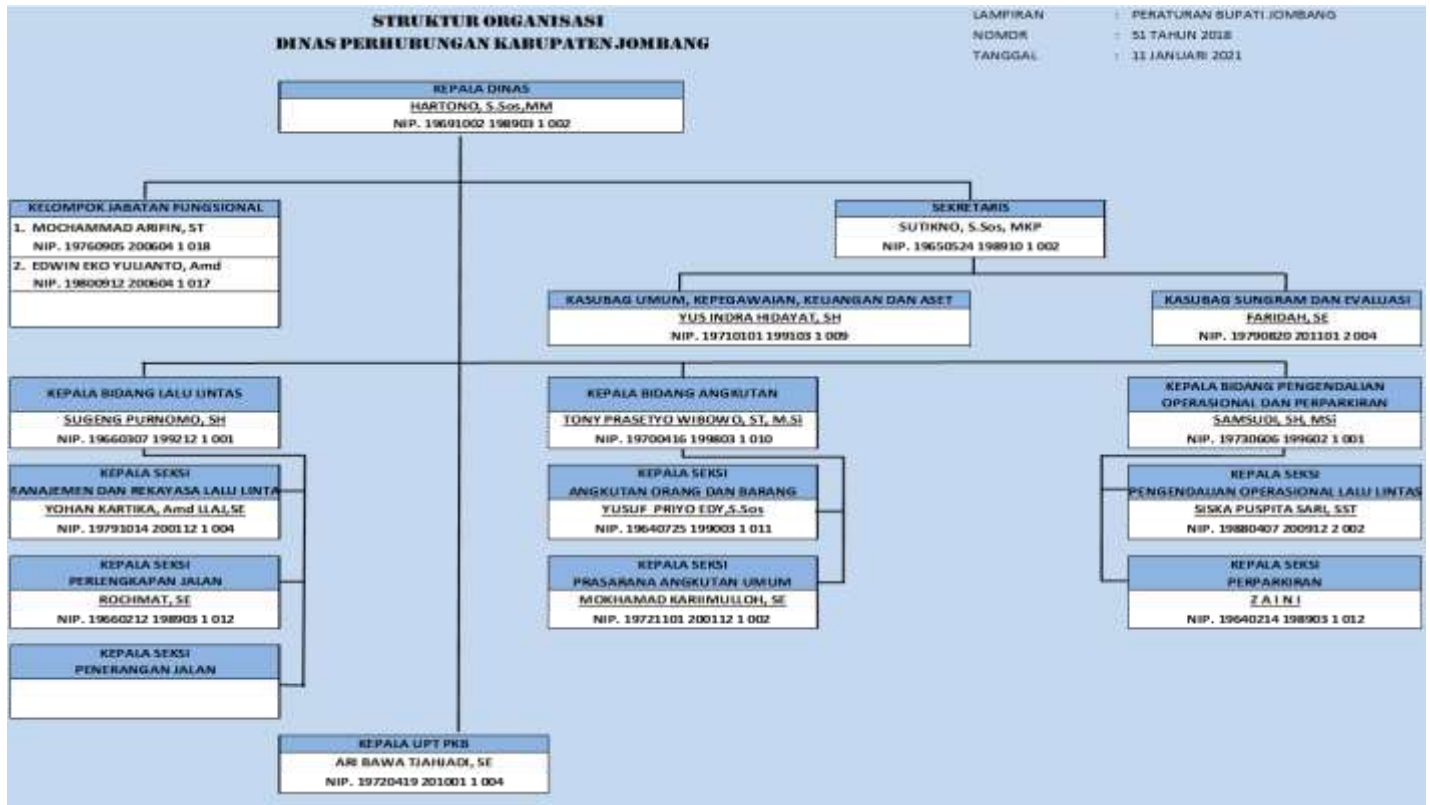 STRUKTUR ORGANISASI
DINAS PERHUBUNGAN KABUPATEN JOMBANG
LAMPIRAN : PERATURAN BUPATI JOMBANG
NOMOR : 51 TAHUN 2018
TANGGAL : 11 JANUARI 2021
KEPALA DINAS
HARTONO, S.Sos,MM
NIP. 19691002 198903 1 002
KELOMPOK JABATAN FUNGSIONAL
1. MOCHAMMAD ARIFIN, ST
NIP. 19760905 200604 1 018
2. EDWIN EKO YULIANTO, Amd
NIP. 19800912 200604 1 017
SEKRETARIS
SUTIKNO, S.Sos, MKP
NIP. 19650524 198910 1 002
KASUBAG UMUM, KEPEGAWAIAN, KEUANGAN DAN ASET
YUS INDRA HIDAYAT, SH
NIP. 19710101 199103 1 009
KASUBAG SUNGRAM DAN EVALUASI
FARIDAH, SE
NIP. 19790820 201101 2 004
KEPALA BIDANG LALU LINTAS
SUGENG PURNOMO, SH
NIP. 19660307 199212 1 001
KEPALA SEKSI
MANAJEMEN DAN REKAYASA LALU LINTA
YOHAN KARTIKA, Amd LLAJ,SE
NIP. 19791014 200112 1 004
KEPALA SEKSI
PERLENGKAPAN JALAN
ROCHMAT, SE
NIP. 19660212 198903 1 012
KEPALA SEKSI
PENERANGAN JALAN
KEPALA BIDANG ANGKUTAN
TONY PRASETYO WIBOWO, ST, M.Si
NIP. 19700416 199803 1 010
KEPALA SEKSI
ANGKUTAN ORANG DAN BARANG
YUSUF PRIYO EDY,S.Sos
NIP. 19640725 199003 1 011
KEPALA SEKSI
PRASARANA ANGKUTAN UMUM
MOKHAMAD KARIIMULLOH, SE
NIP. 19721101 200112 1 002
KEPALA BIDANG PENGENDALIAN
OPERASIONAL DAN PERPARKIRAN
SAMSUDI, SH, MSi
NIP. 19730606 199602 1 001
KEPALA SEKSI
PENGENDALIAN OPERASIONAL LALU LINTAS
SISKA PUSPITA SARI, SST
NIP. 19880407 200912 2 002
KEPALA SEKSI
PERPARKIRAN
Z A I N I
NIP. 19640214 198903 1 012
KEPALA UPT PKB
ARI BAWA TJAHJADI, SE
NIP. 19720419 201001 1 004